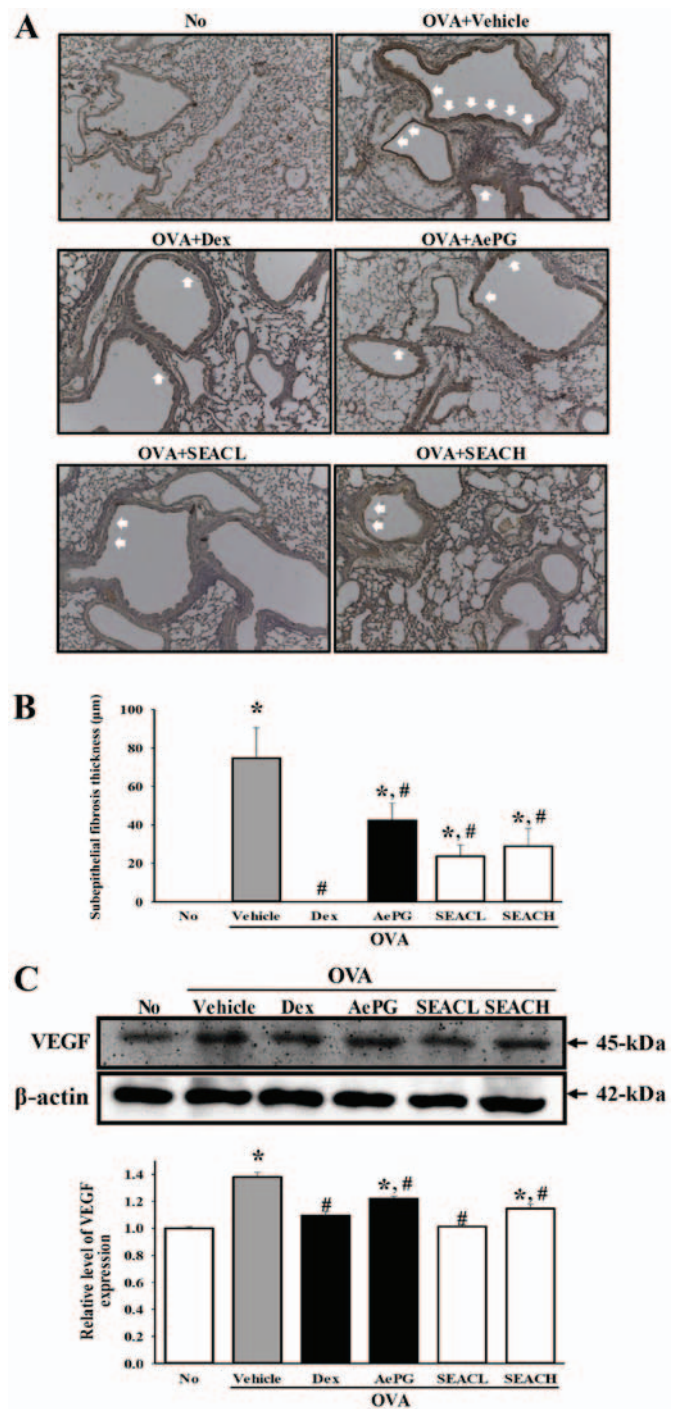 A
No
OVA+Vehicle
OVA+Dex
OVA+AePG
OVA+SEACL
OVA+SEACH
B
Subepithelial fibrosis thickness (µm)
100
80
60
40
20
0
*
#
*, #
*, #
*, #
No
Vehicle
Dex
AePG
SEACL
SEACH
OVA
C
OVA
No
Vehicle
Dex
AePG
SEACL
SEACH
VEGF
45-kDa
β-actin
42-kDa
Relative level of VEGF
expression
1.4
1.2
1.0
0.8
0.6
0.4
0.2
0.0
*
#
*, #
#
*, #
No
Vehicle
Dex
AePG
SEACL
SEACH
OVA